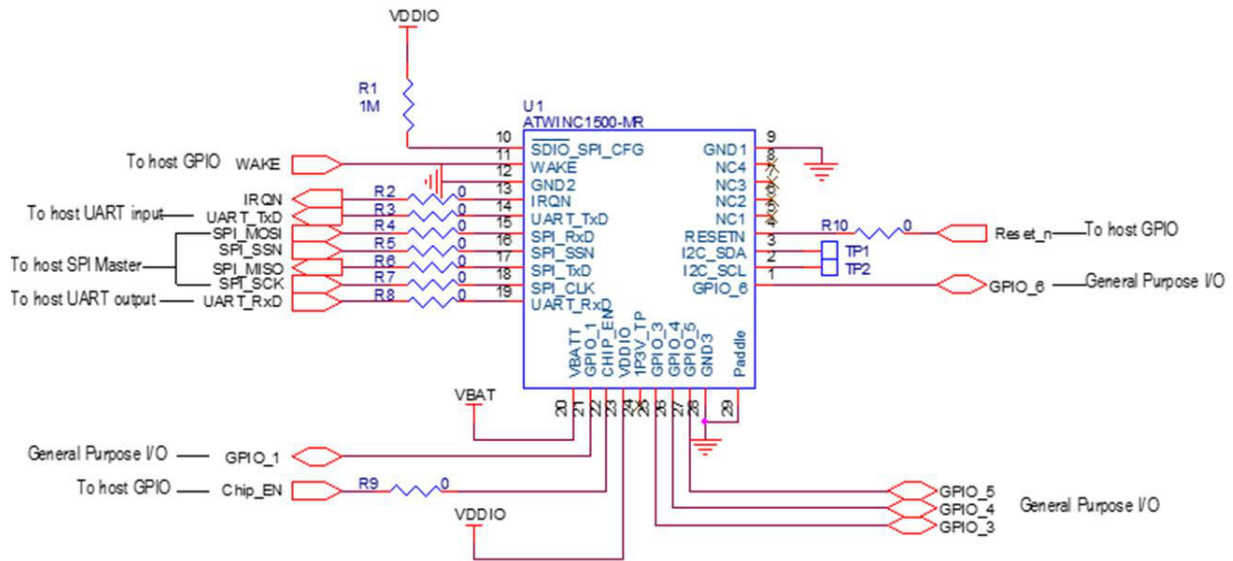 VDDIO
R1
1M
U1
ATWINC1500-MR
10
SDIO_SPI_CFG
GND1
9
To host GPIO WAKE
11
WAKE
NC4
8
12
GND2
NC3
7
IRQN
R2 0
13
IRQN
NC2
6
To host UART input
UART_TxD
R3 0
14
UART_TxD
NC1
5
SPI_MOSI
R4 0
15
SPI_RxD
RESETN
4
R10 0
Reset_n
To host GPIO
SPI_SSN
R5 0
16
SPI_SSN
I2C_SDA
3
TP1
To host SPI Master
SPI_MISO
R6 0
17
SPI_TxD
I2C_SCL
2
TP2
SPI_SCK
R7 0
18
SPI_CLK
GPIO_6
1
GPIO_6
General Purpose I/O
To host UART output
UART_RxD
R8 0
19
UART_RxD
VBATT
GPIO_1
CHIP_EN
VDDIO
1P3V_TP
GPIO_3
GPIO_4
GPIO_5
GND3
Paddle
20
21
22
23
24
25
26
27
28
29
VBAT
General Purpose I/O
GPIO_1
To host GPIO
Chip_EN
R9 0
VDDIO
GPIO_5
GPIO_4
GPIO_3
General Purpose I/O